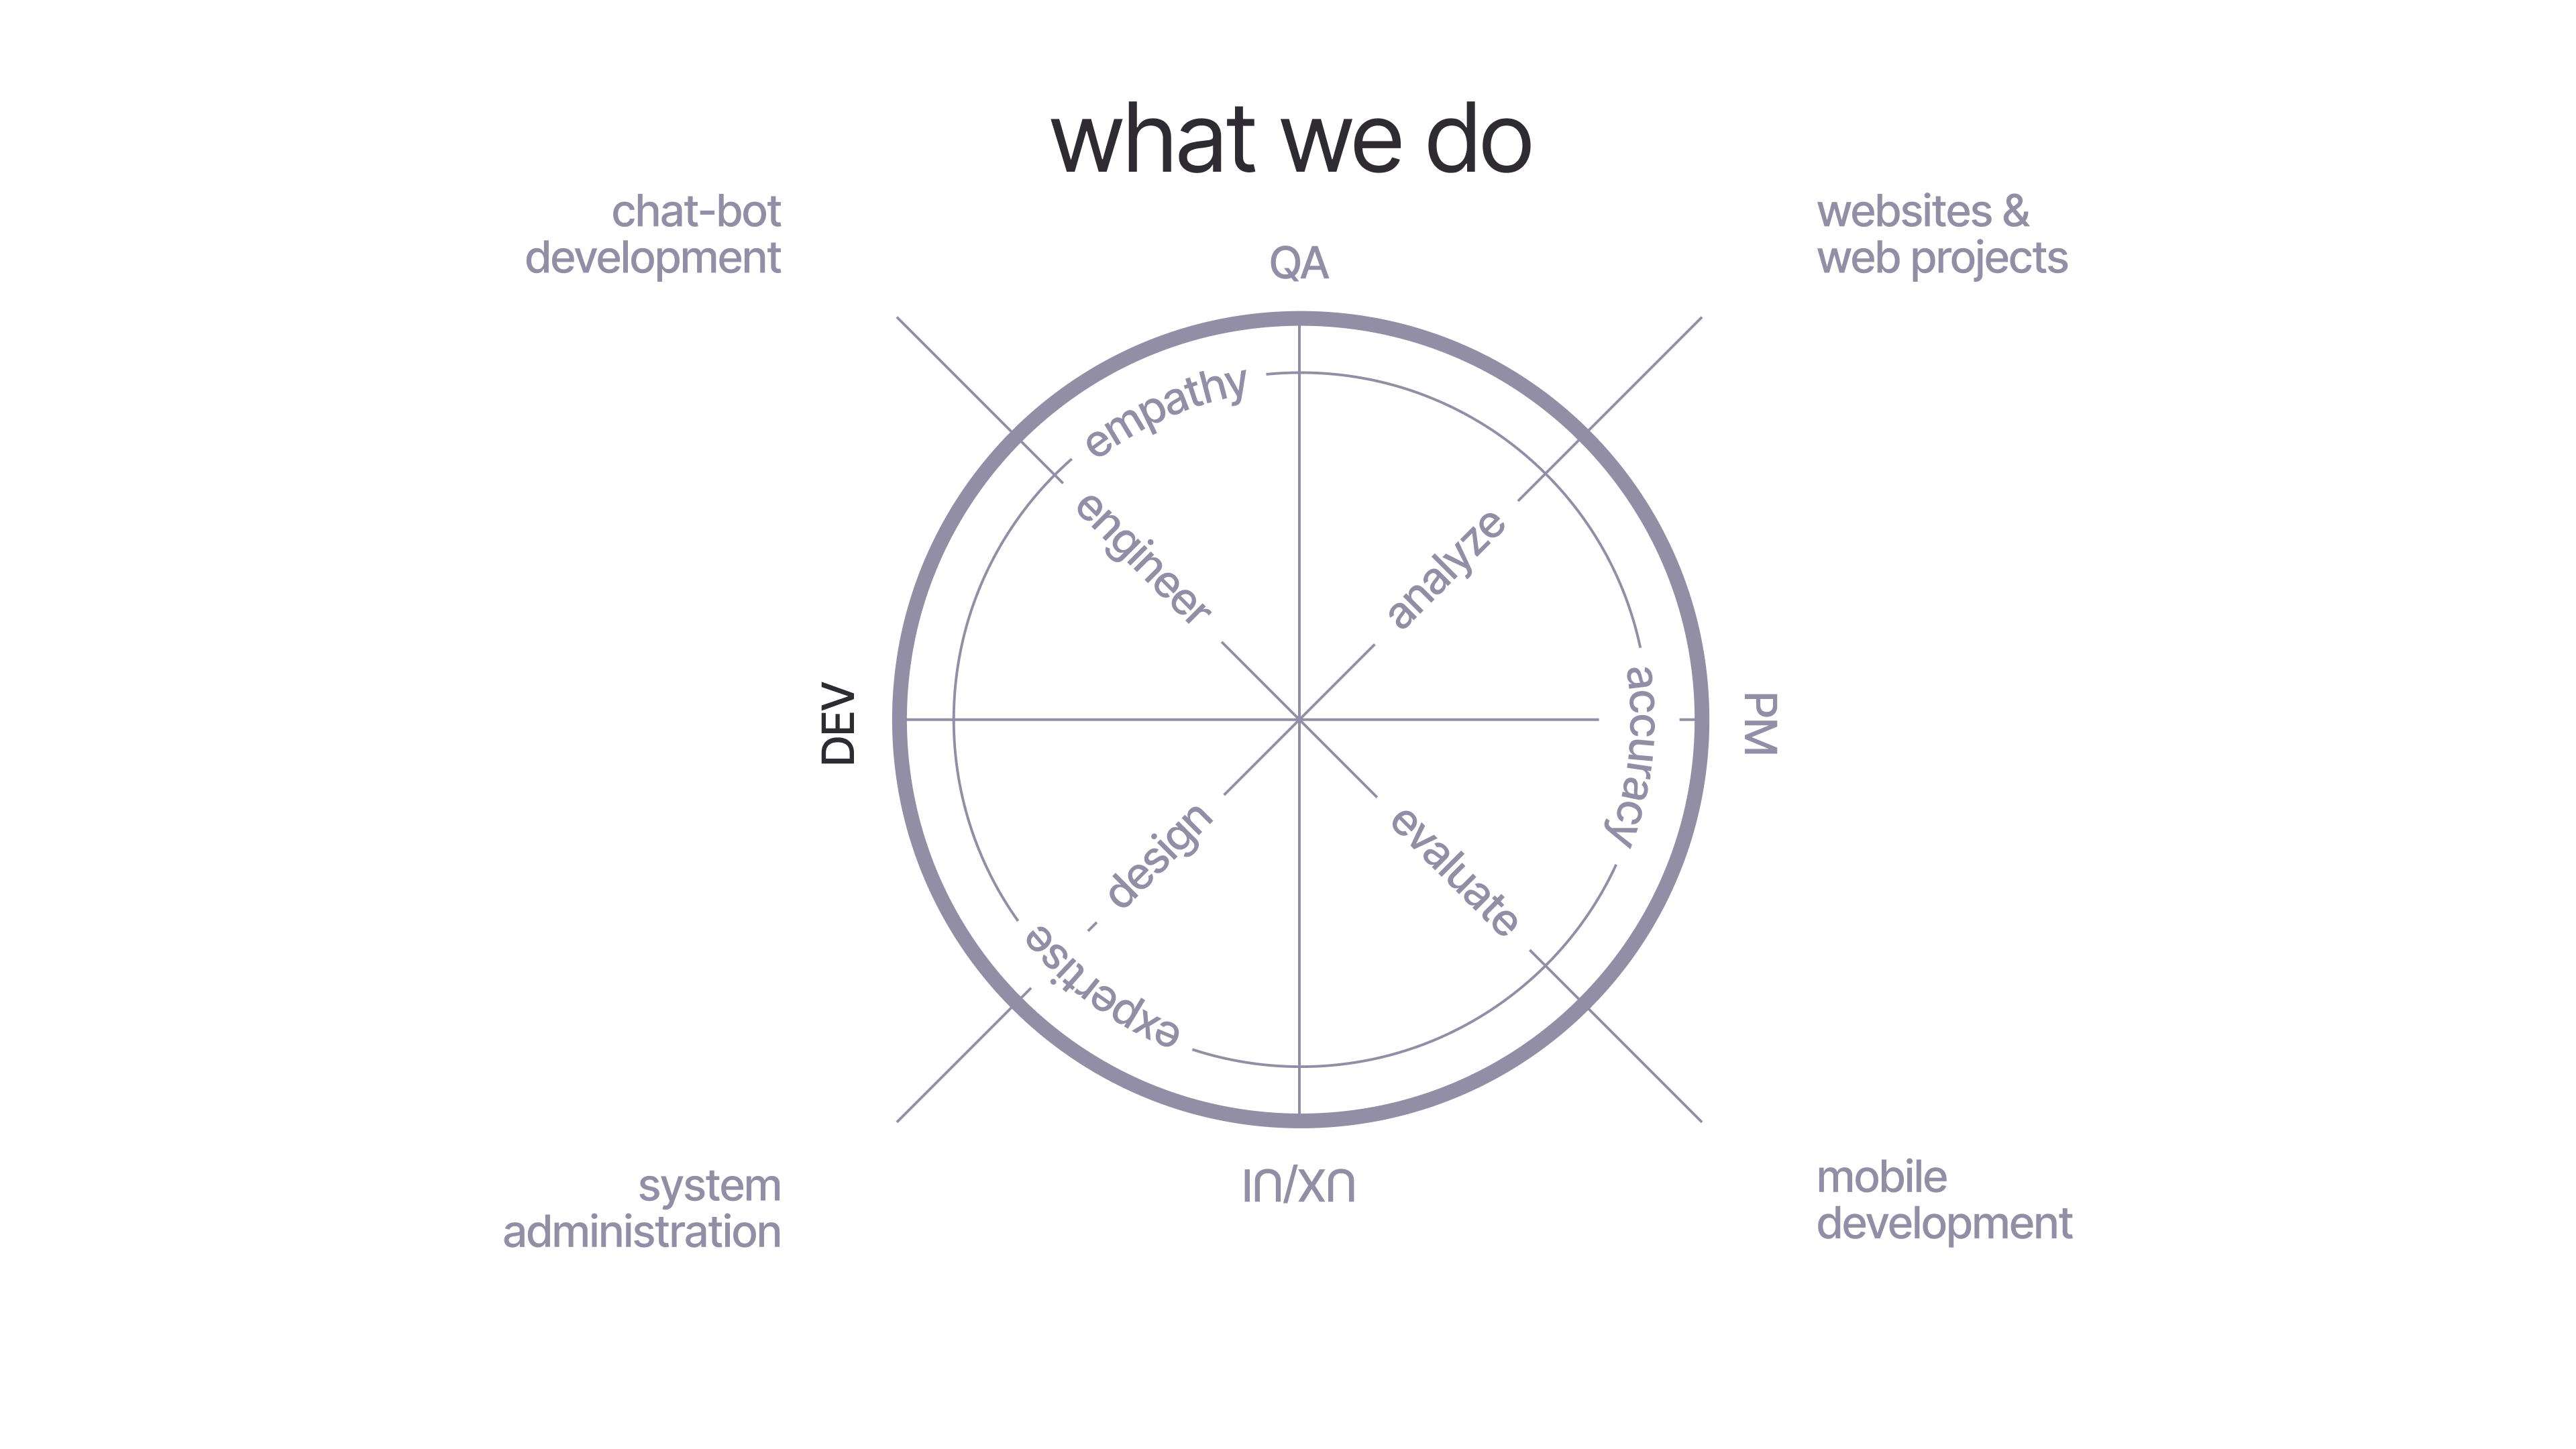 what we do
chat-bot
development
websites &
web projects
QA
empathy
engineer
analyze
DEV
accuracy
PM
design
evaluate
expertise
UX/UI
system
administration
mobile
development